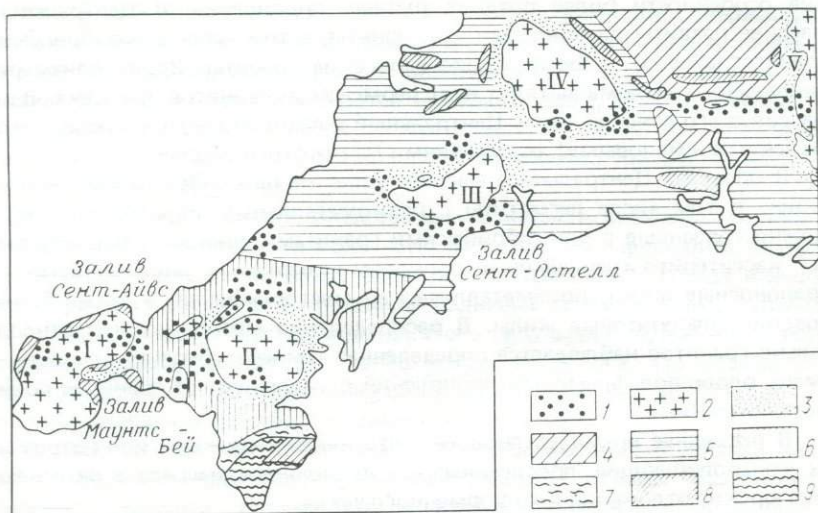 IV
V
III
Залив
Сент-Остелл
Залив
Сент-Айвс
I
II
Залив
Маунтс-
Бей
1 2 3
4 5 6
7 8 9